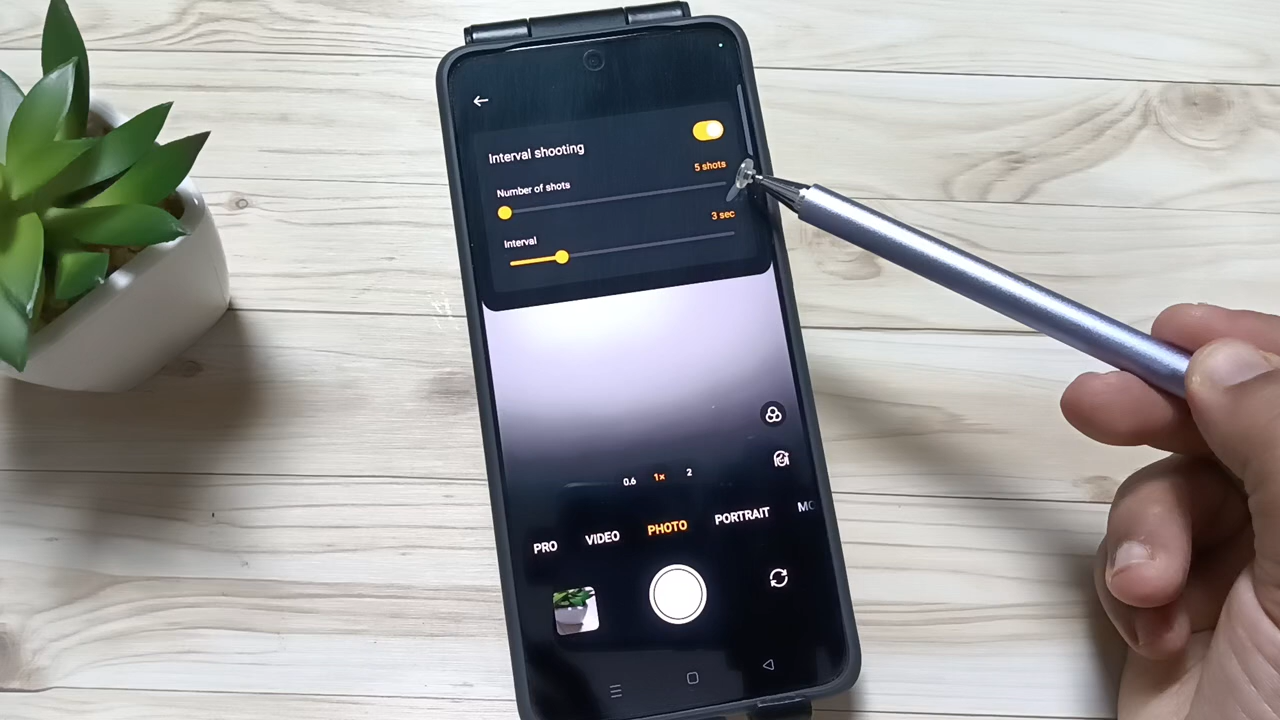 Interval shooting
5 shots
Number of shots
3 sec
Interval
0.6 1x 2
PRO VIDEO PHOTO PORTRAIT MO